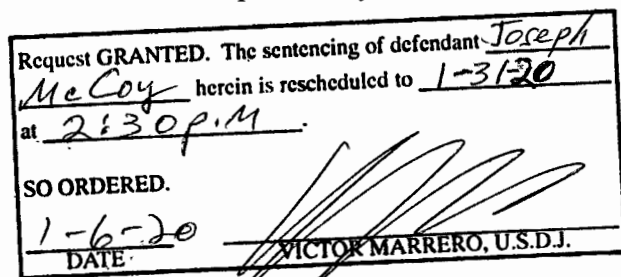 Request GRANTED. The sentencing of defendant Joseph
McCoy herein is rescheduled to 1-31-20
at 2:30 p.M.
SO ORDERED.
1-6-20
DATE VICTOR MARRERO, U.S.D.J.